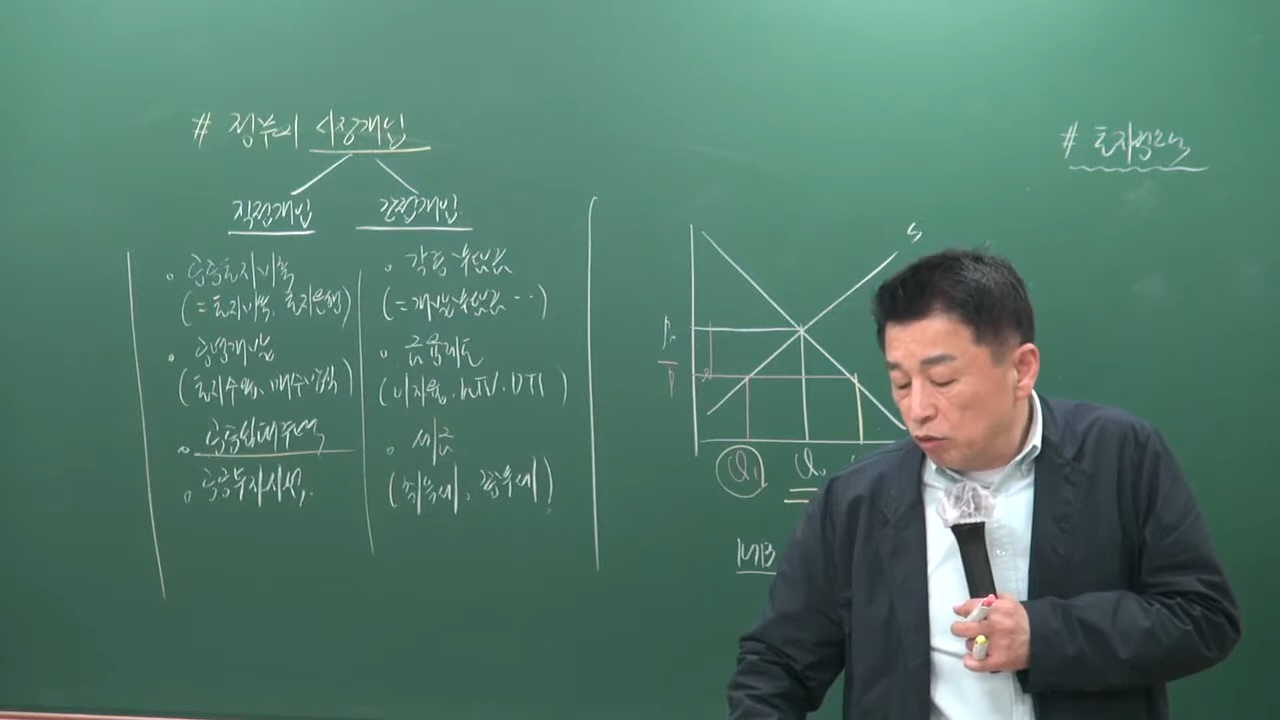 # 정부의 시장개입
직접개입 간접개입
◦ 공공토지비축
(=토지비축, 토지은행)
◦ 공영개발
(토지수용, 매수방식)
◦ 공공임대주택
◦ 공공투자사업,
◦ 각종 부담금
(=개발부담금…)
◦ 금융제도
(이자율, LTV, DTI)
◦ 세금
(취득세, 종부세)
S
P₀
P
Q₁ Q₀
# 토지